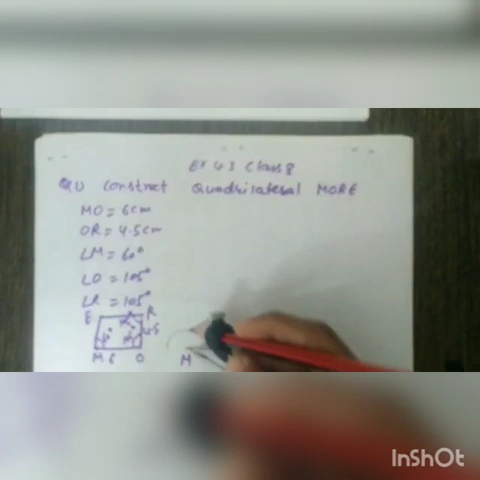 Ex 4.3 Class 8
Q1) Construct Quadrilateral MORE
MO = 6cm
OR = 4.5cm
∠M = 60°
∠O = 105°
∠R = 105°
E R
4.5
M 6 O M
InShOt